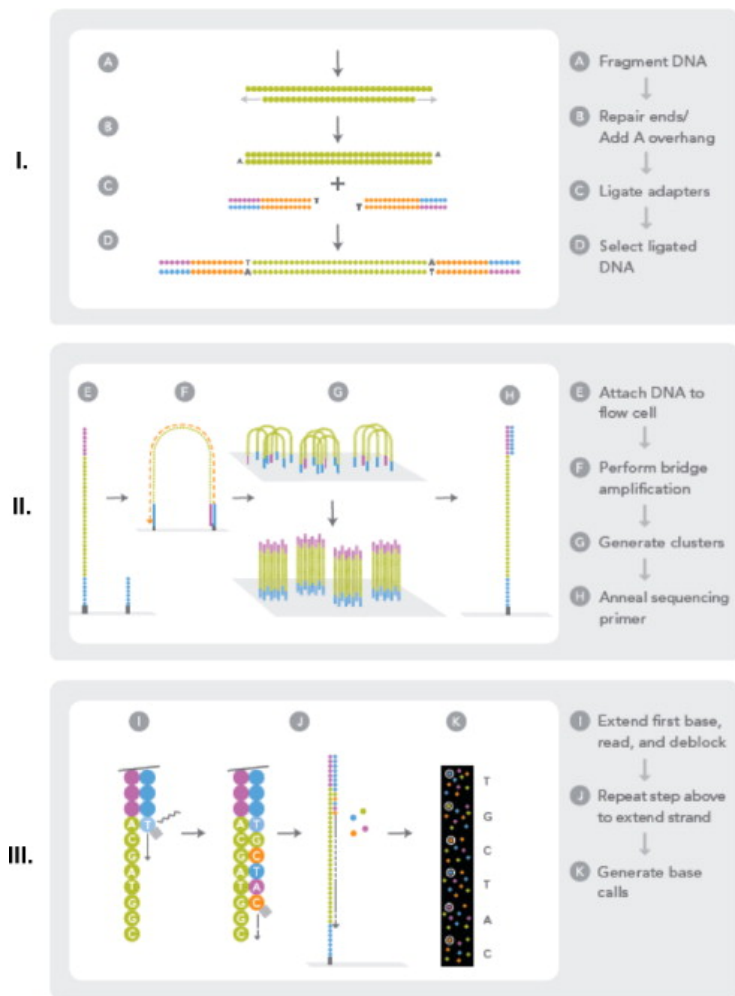 I.
A
A Fragment DNA
B
B Repair ends/
Add A overhang
A
A
C
C Ligate adapters
+
T
T
D
D Select ligated
DNA
T
A
A
T
II.
E
F
G
H
E Attach DNA to
flow cell
F Perform bridge
amplification
G Generate clusters
H Anneal sequencing
primer
III.
I
J
K
I Extend first base,
read, and deblock
J Repeat step above
to extend strand
K Generate base
calls
A T
C
G
A
T
G
G
C
A T
C G
G C
A T
T A
G C
G
C
T
G
C
T
A
C